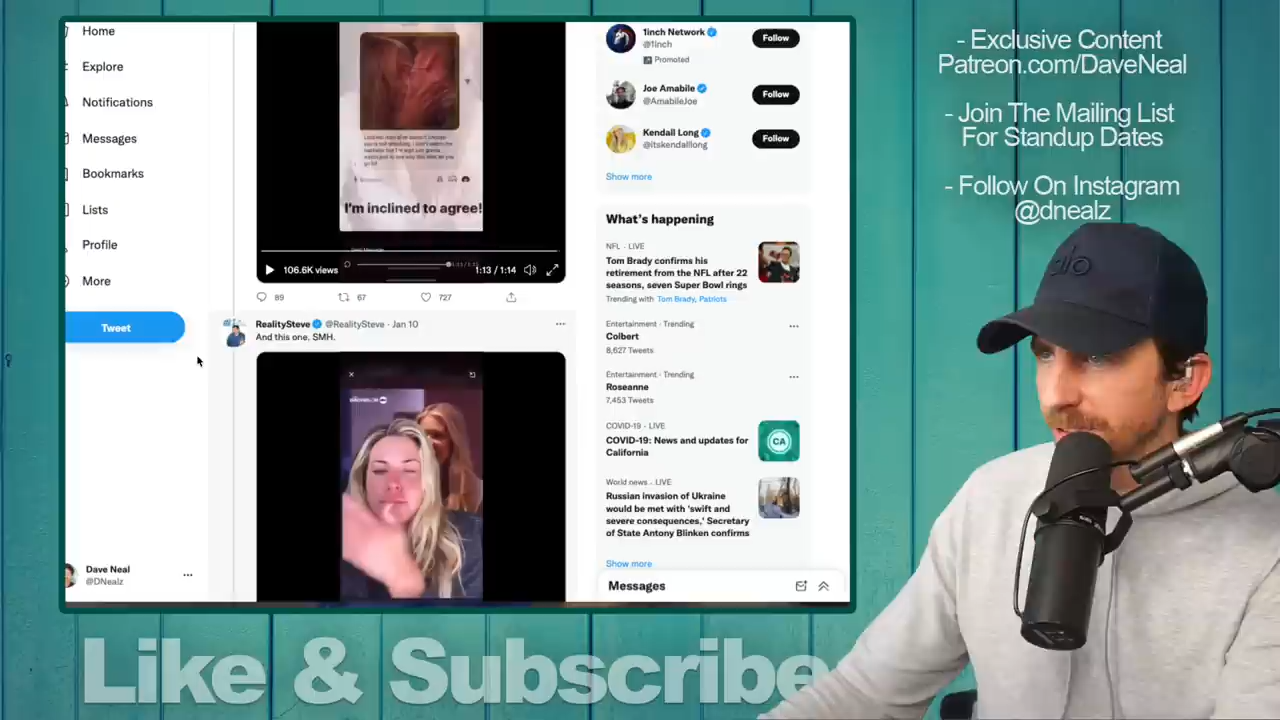 Home
Explore
Notifications
Messages
Bookmarks
Lists
Profile
More
Tweet
Dave Neal
@DNealz
I'm inclined to agree!
106.6K views
1:13 / 1:14
89
67
727
RealitySteve @RealitySteve · Jan 10
And this one. SMH.
1inch Network
@1inch
Promoted
Follow
Joe Amabile
@AmabileJoe
Follow
Kendall Long
@itskendalllong
Follow
Show more
What's happening
NFL · LIVE
Tom Brady confirms his
retirement from the NFL after 22
seasons, seven Super Bowl rings
Trending with Tom Brady, Patriots
Entertainment · Trending
Colbert
8,627 Tweets
Entertainment · Trending
Roseanne
7,453 Tweets
COVID-19 · LIVE
COVID-19: News and updates for
California
CA
World news · LIVE
Russian invasion of Ukraine
would be met with 'swift and
severe consequences,' Secretary
of State Antony Blinken confirms
Show more
Messages
- Exclusive Content
Patreon.com/DaveNeal
- Join The Mailing List
For Standup Dates
- Follow On Instagram
@dnealz
alo
Like & Subscribe